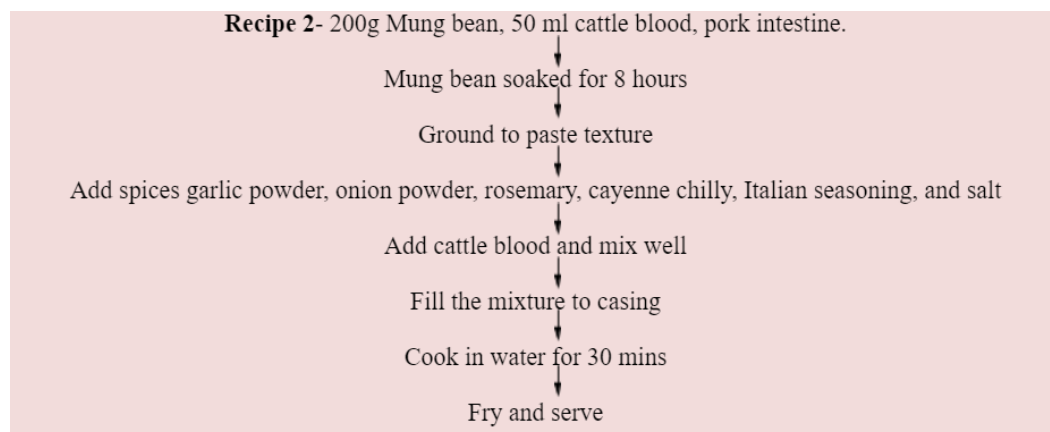 Recipe 2- 200g Mung bean, 50 ml cattle blood, pork intestine.
Mung bean soaked for 8 hours
Ground to paste texture
Add spices garlic powder, onion powder, rosemary, cayenne chilly, Italian seasoning, and salt
Add cattle blood and mix well
Fill the mixture to casing
Cook in water for 30 mins
Fry and serve